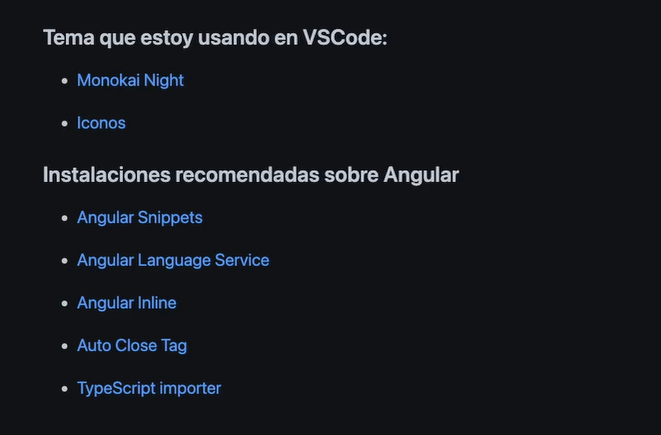 Tema que estoy usando en VSCode:
Monokai Night
Iconos
Instalaciones recomendadas sobre Angular
Angular Snippets
Angular Language Service
Angular Inline
Auto Close Tag
TypeScript importer